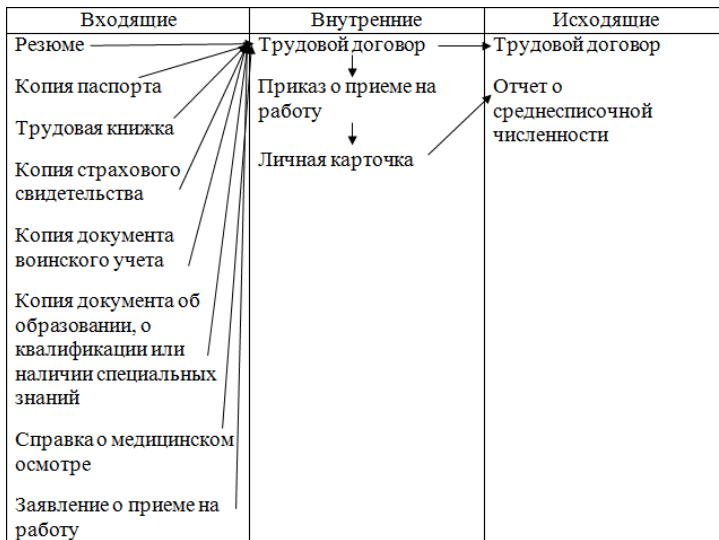 Входящие
Внутренние
Исходящие
Резюме
Копия паспорта
Трудовая книжка
Копия страхового
свидетельства
Копия документа
воинского учета
Копия документа об
образовании, о
квалификации или
наличии специальных
знаний
Справка о медицинском
осмотре
Заявление о приеме на
работу
Трудовой договор
Приказ о приеме на
работу
Личная карточка
Трудовой договор
Отчет о
среднесписочной
численности